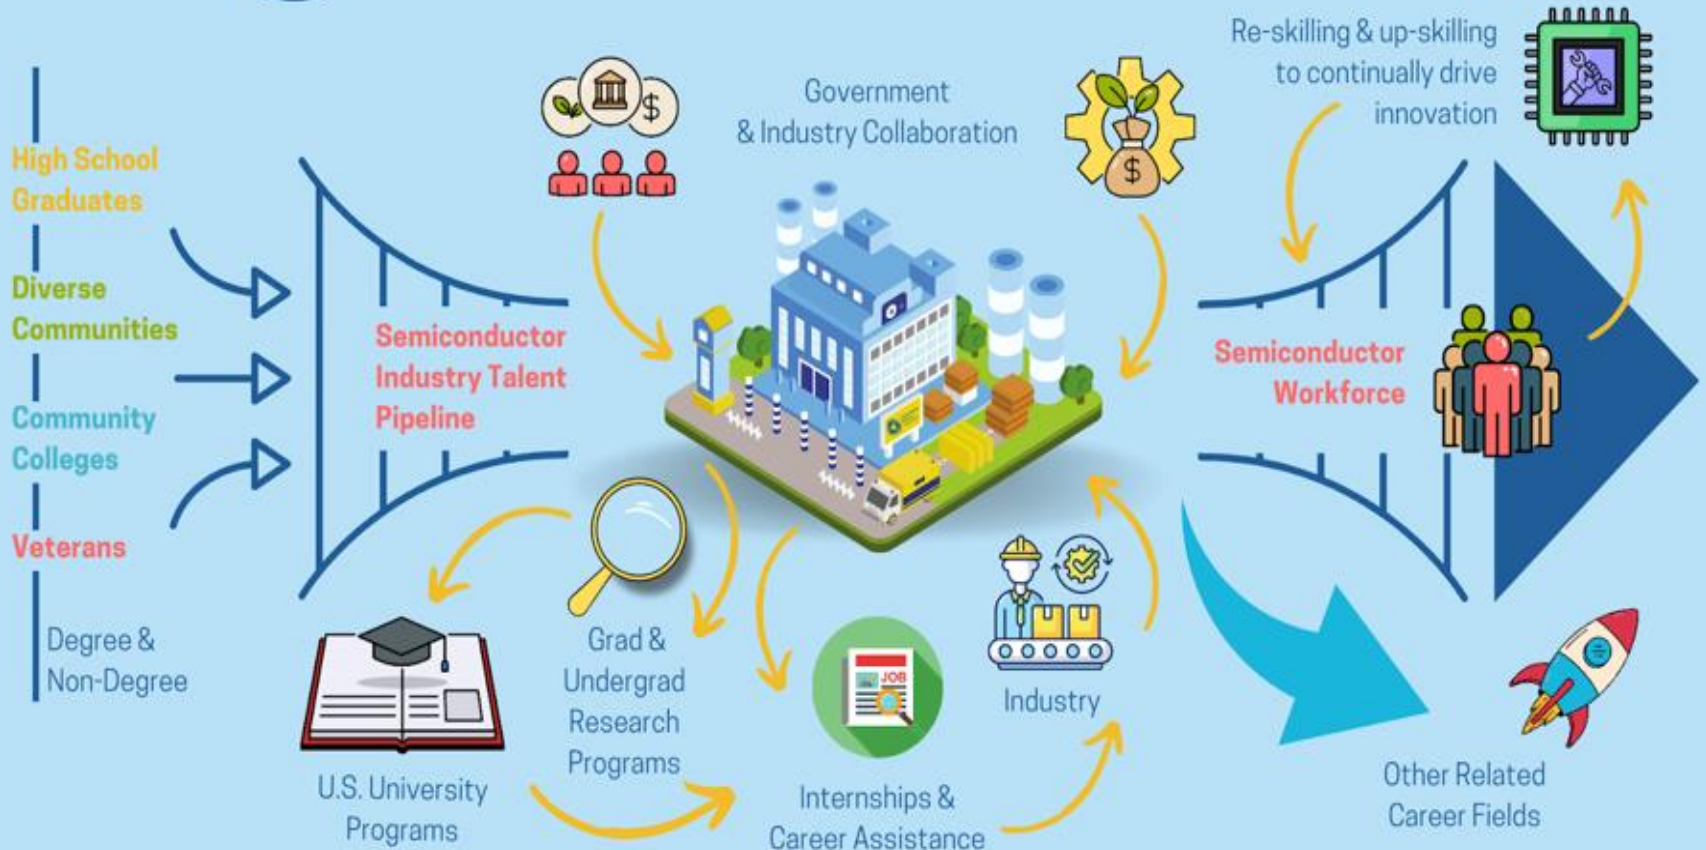 High School
Graduates
Diverse
Communities
Community
Colleges
Veterans
Degree &
Non-Degree
Semiconductor
Industry Talent
Pipeline
Government
& Industry Collaboration
$
$
Re-skilling & up-skilling
to continually drive
innovation
Semiconductor
Workforce
U.S. University
Programs
Grad &
Undergrad
Research
Programs
JOB
Internships &
Career Assistance
Industry
Other Related
Career Fields